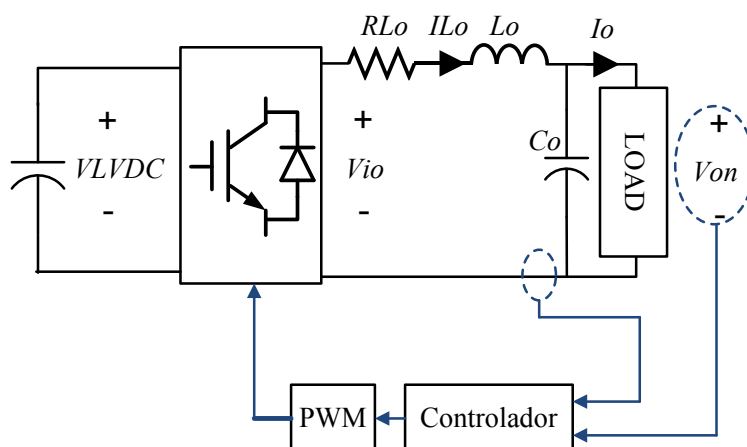 RLo ILo Lo Io
+ VLVDC -
+ Vio -
Co
LOAD
+ Von -
PWM
Controlador